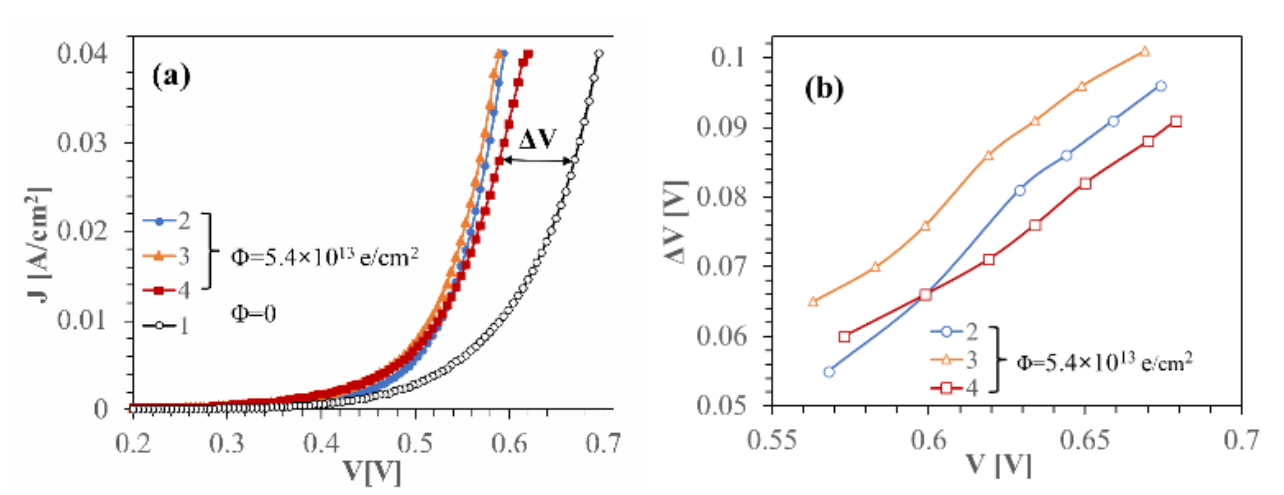 (a)
J [A/cm²]
0.04
0.03
0.02
0.01
0
0.2
0.3
0.4
0.5
0.6
0.7
V[V]
ΔV
2
3
4
1
Φ=5.4×10¹³ e/cm²
Φ=0
(b)
ΔV [V]
0.1
0.09
0.08
0.07
0.06
0.05
0.55
0.6
0.65
0.7
V [V]
2
3
4
Φ=5.4×10¹³ e/cm²